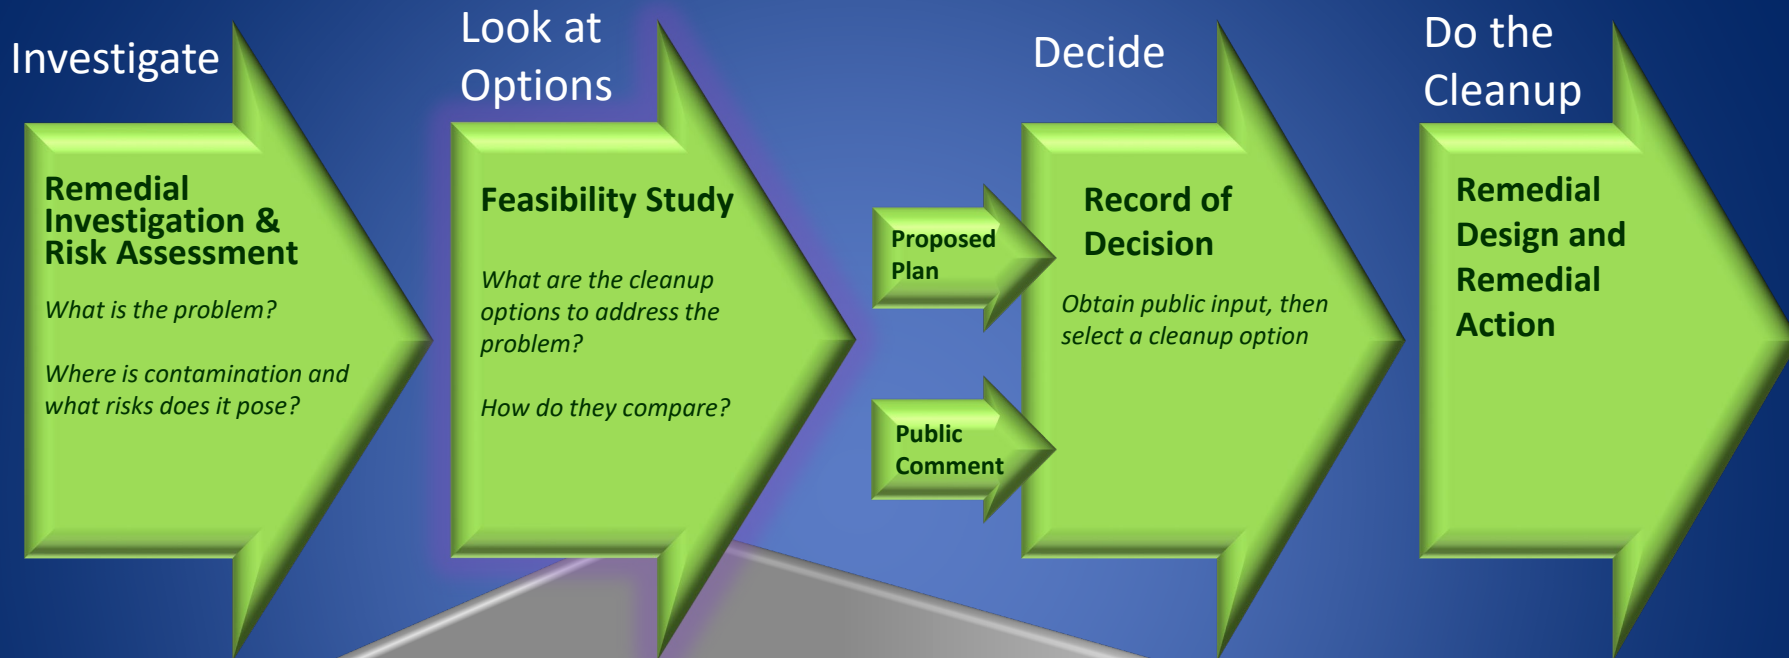 Investigate
Remedial
Investigation &
Risk Assessment
What is the problem?
Where is contamination and
what risks does it pose?
Look at
Options
Feasibility Study
What are the cleanup
options to address the
problem?
How do they compare?
Proposed
Plan
Public
Comment
Decide
Record of
Decision
Obtain public input, then
select a cleanup option
Do the
Cleanup
Remedial
Design and
Remedial
Action